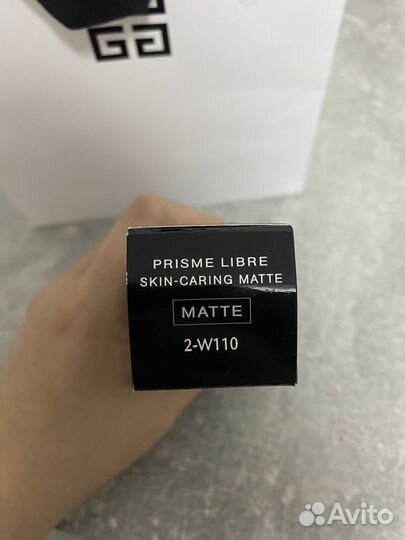 PRISME LIBRE
SKIN-CARING MATTE
MATTE
2-W110
Avito